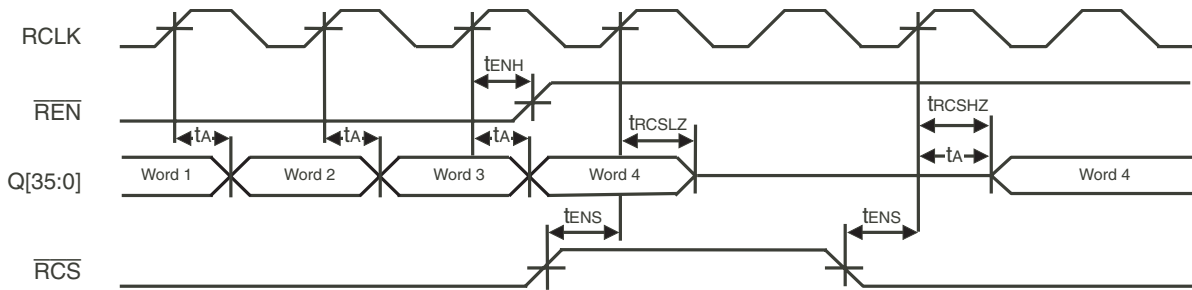 RCLK
tENH
REN
tRCSLZ
tRCSHZ
tA tA tA tA
Q[35:0] Word 1 Word 2 Word 3 Word 4 Word 4
tENS tENS
RCS